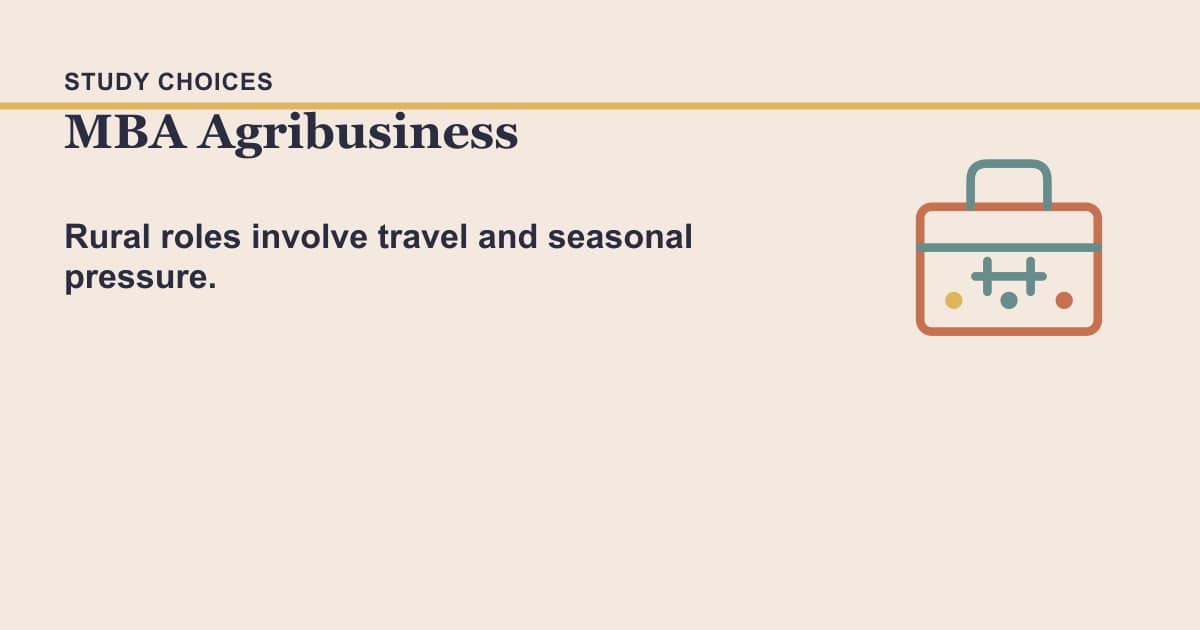 STUDY CHOICES
MBA Agribusiness
Rural roles involve travel and seasonal
pressure.